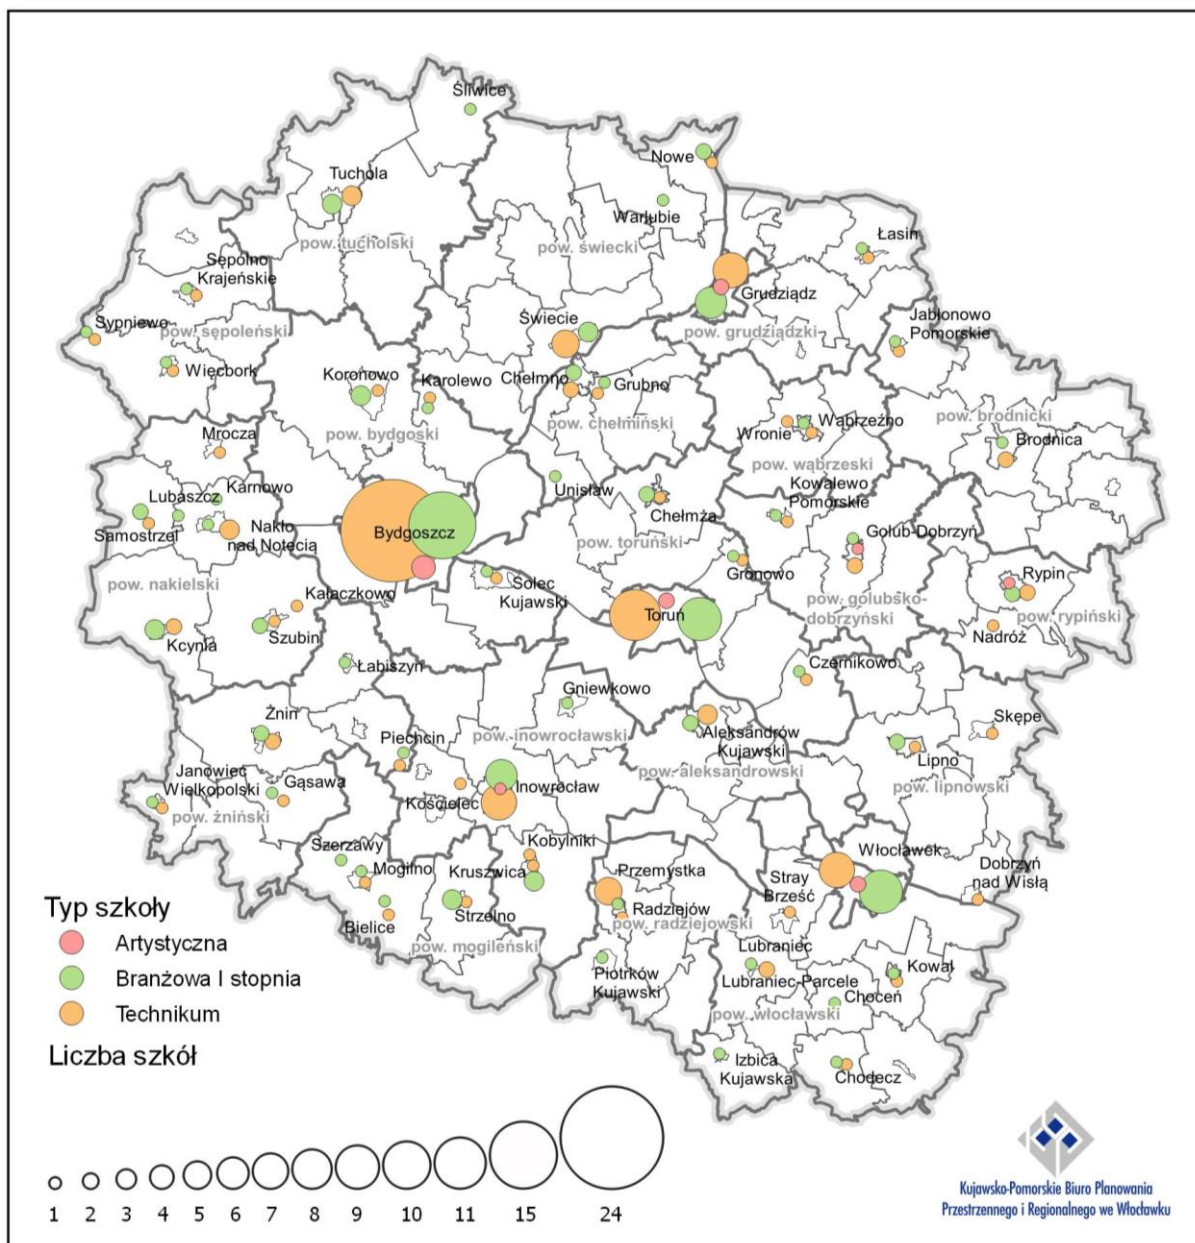 Śliwice
Nowe
Tuchola
Warlubie
pow. tucholski
pow. świecki
Łasin
Sępólno
Krajeńskie
Grudziądz
Sypniewo
pow. sępoleński
Świecie
pow. grudziądzki
Jabłonowo
Pomorskie
Więcbork
Koronowo
Karolewo
Chełmno
Grubno
pow. chełmiński
Wronie
Wąbrzeźno
pow. brodnicki
Brodnica
Mrocza
pow. bydgoski
pow. wąbrzeski
Lubaszcz
Karnowo
Unisław
Kowalewo
Pomorskie
Samostrzel
Nakło
nad Notecią
Bydgoszcz
Chełmża
Golub-Dobrzyń
pow. toruński
pow. nakielski
Kałaczkowo
Solec
Kujawski
Gronowo
pow. golubsko-
dobrzyński
Rypin
pow. rypiński
Kcynia
Szubin
Toruń
Nadróż
Łabiszyn
Czernikowo
Gniewkowo
Żnin
Piechcin
pow. inowrocławski
Aleksandrów
Kujawski
Skępe
Lipno
pow. aleksandrowski
pow. lipnowski
Janowiec
Wielkopolski
Gąsawa
pow. żniński
Kościelec
Inowrocław
Szerzawy
Kobylniki
Włocławek
Mogilno
Kruszwica
Przemystka
Stray
Brześć
Dobrzyń
nad Wisłą
Bielice
Strzelno
Radziejów
pow. radziejowski
pow. mogileński
Lubraniec
Piotrków
Kujawski
Lubraniec-Parcele
Kowal
Choceń
pow. włocławski
Izbica
Kujawska
Chodecz
Typ szkoły
Artystyczna
Branżowa I stopnia
Technikum
Liczba szkół
1 2 3 4 5 6 7 8 9 10 11 15 24
Kujawsko-Pomorskie Biuro Planowania
Przestrzennego i Regionalnego we Włocławku